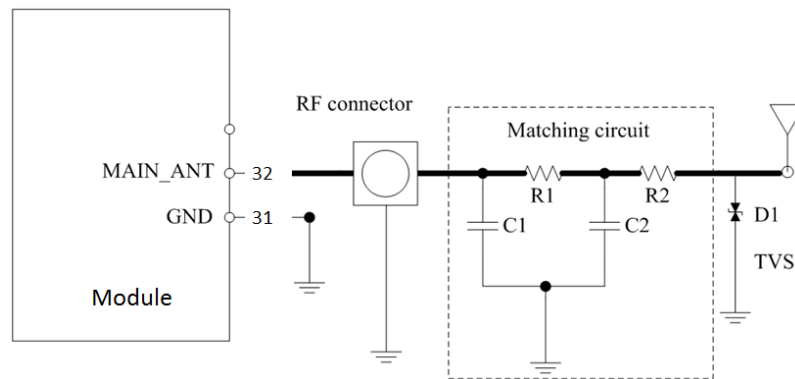 RF connector
Matching circuit
MAIN_ANT
32
R1
R2
GND
31
C1
C2
D1
TVS
Module